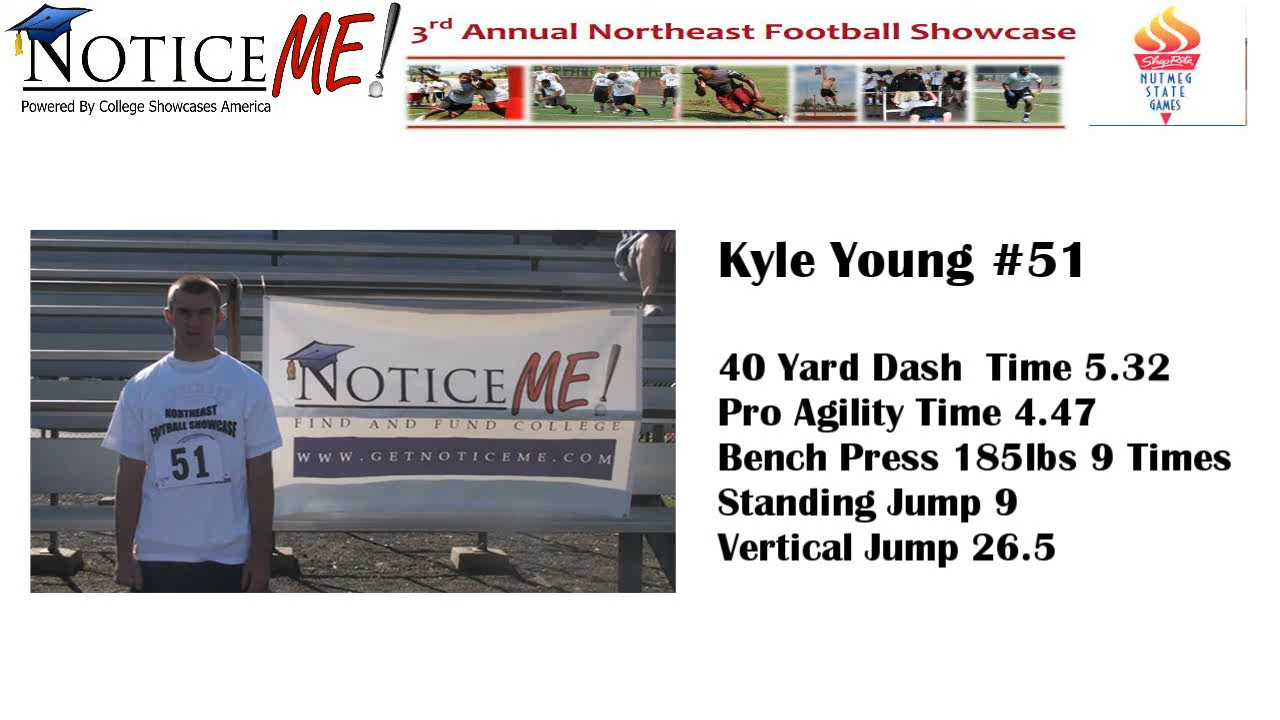 NOTICE ME!
Powered By College Showcases America
3rd Annual Northeast Football Showcase
ShopRite
NUTMEG
STATE
GAMES
Kyle Young #51
40 Yard Dash  Time 5.32
Pro Agility Time 4.47
Bench Press 185lbs 9 Times
Standing Jump 9
Vertical Jump 26.5
NORTHEAST
FOOTBALL SHOWCASE
51
NOTICE ME!
FIND AND FUND COLLEGE
WWW.GETNOTICEME.COM